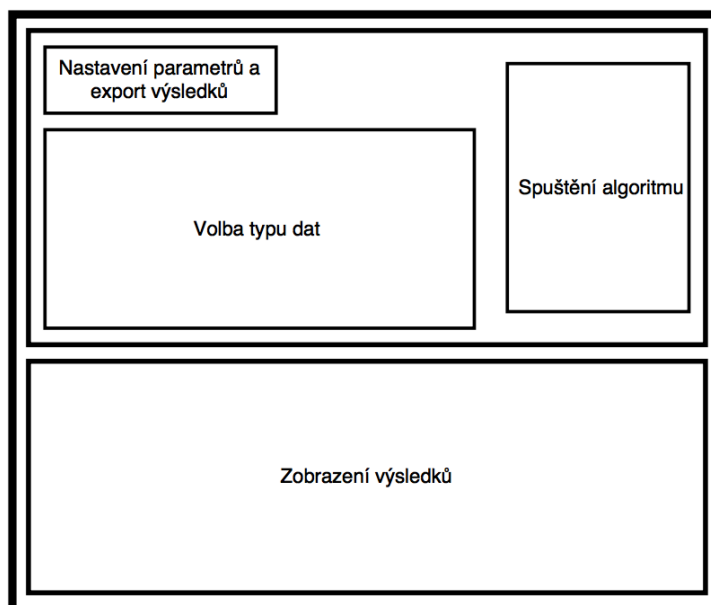 Nastavení parametrů a
export výsledků
Spuštění algoritmu
Volba typu dat
Zobrazení výsledků